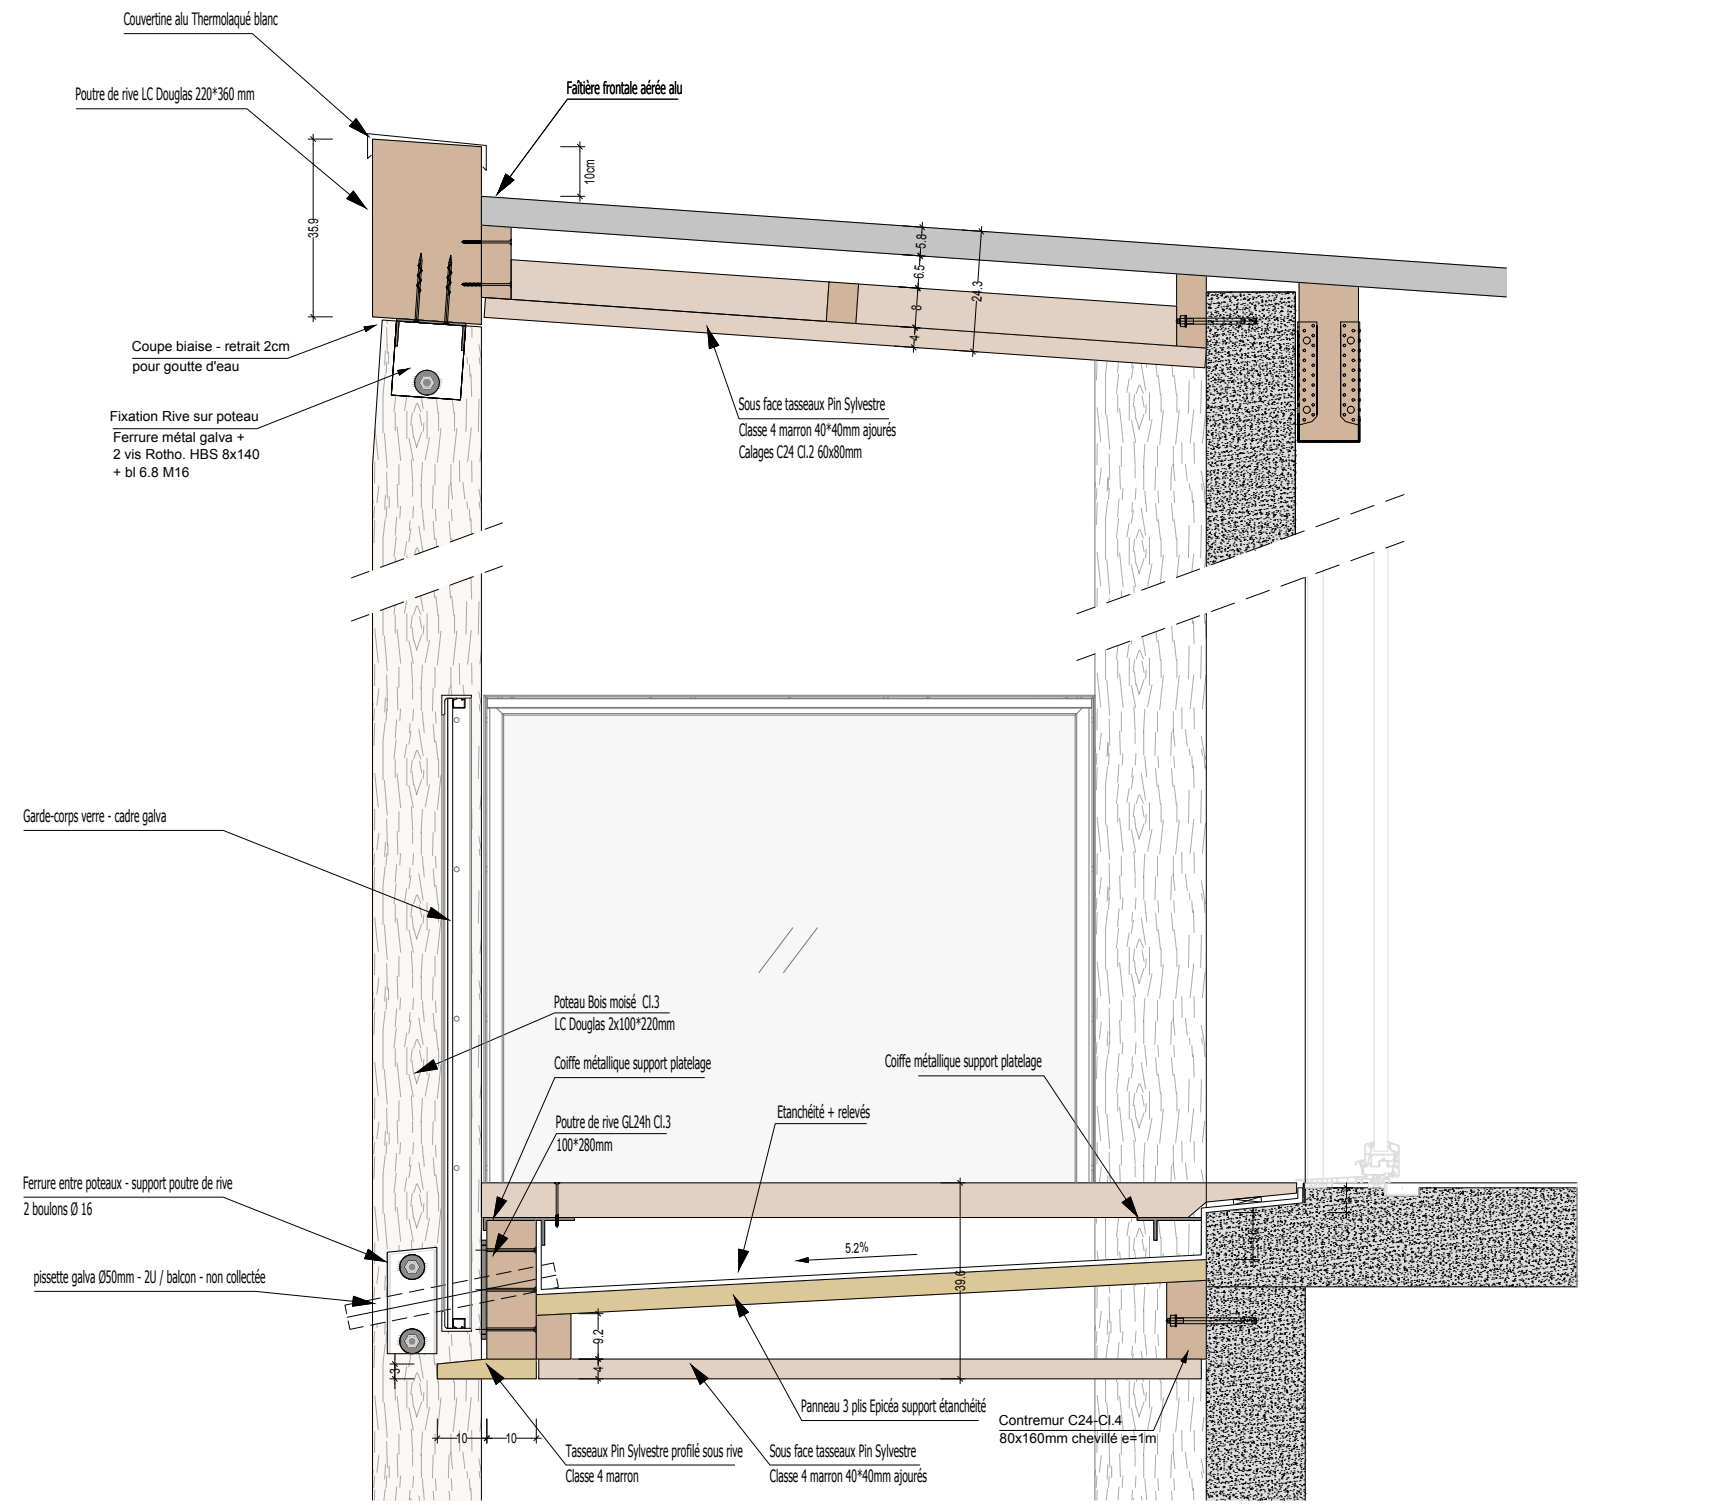 Couvertine alu Thermolaqué blanc
Poutre de rive LC Douglas 220*360 mm
Faîtière frontale aérée alu
10cm
35.9
5.8
6.5
24.3
8
4
Coupe biaise - retrait 2cm
pour goutte d'eau
Fixation Rive sur poteau
Ferrure métal galva +
2 vis Rotho. HBS 8x140
+ bl 6.8 M16
Sous face tasseaux Pin Sylvestre
Classe 4 marron 40*40mm ajourés
Calages C24 Cl.2 60x80mm
Garde-corps verre - cadre galva
Poteau Bois moisé Cl.3
LC Douglas 2x100*220mm
Coiffe métallique support platelage
Coiffe métallique support platelage
Poutre de rive GL24h Cl.3
100*280mm
Etanchéité + relevés
Ferrure entre poteaux - support poutre de rive
2 boulons Ø 16
5.2%
pissette galva Ø50mm - 2U / balcon - non collectée
39.6
9.2
3
4
10
10
Panneau 3 plis Epicéa support étanchéité
Contremur C24-Cl.4
80x160mm chevillé e=1m
Tasseaux Pin Sylvestre profilé sous rive
Classe 4 marron
Sous face tasseaux Pin Sylvestre
Classe 4 marron 40*40mm ajourés